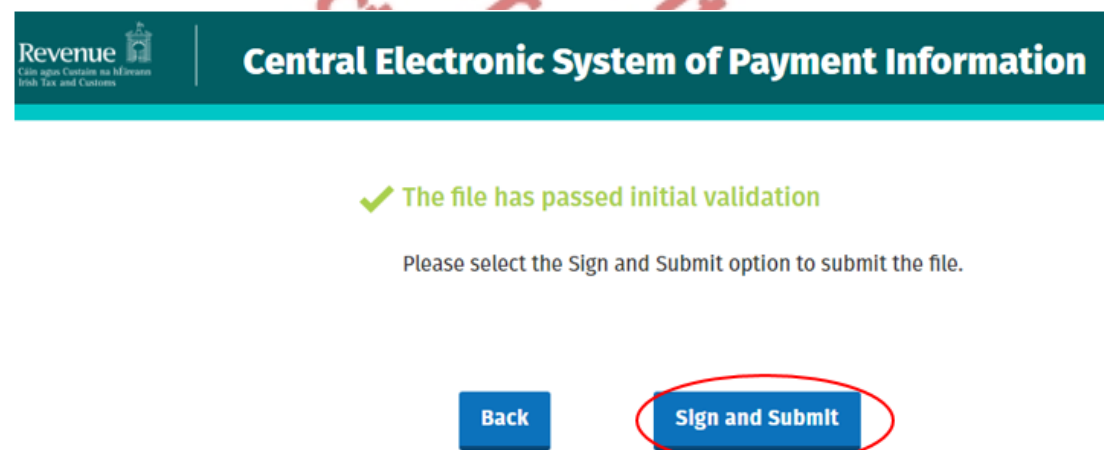 Revenue
Cáin agus Custaim na hÉireann
Irish Tax and Customs
Central Electronic System of Payment Information
The file has passed initial validation
Please select the Sign and Submit option to submit the file.
Back
Sign and Submit